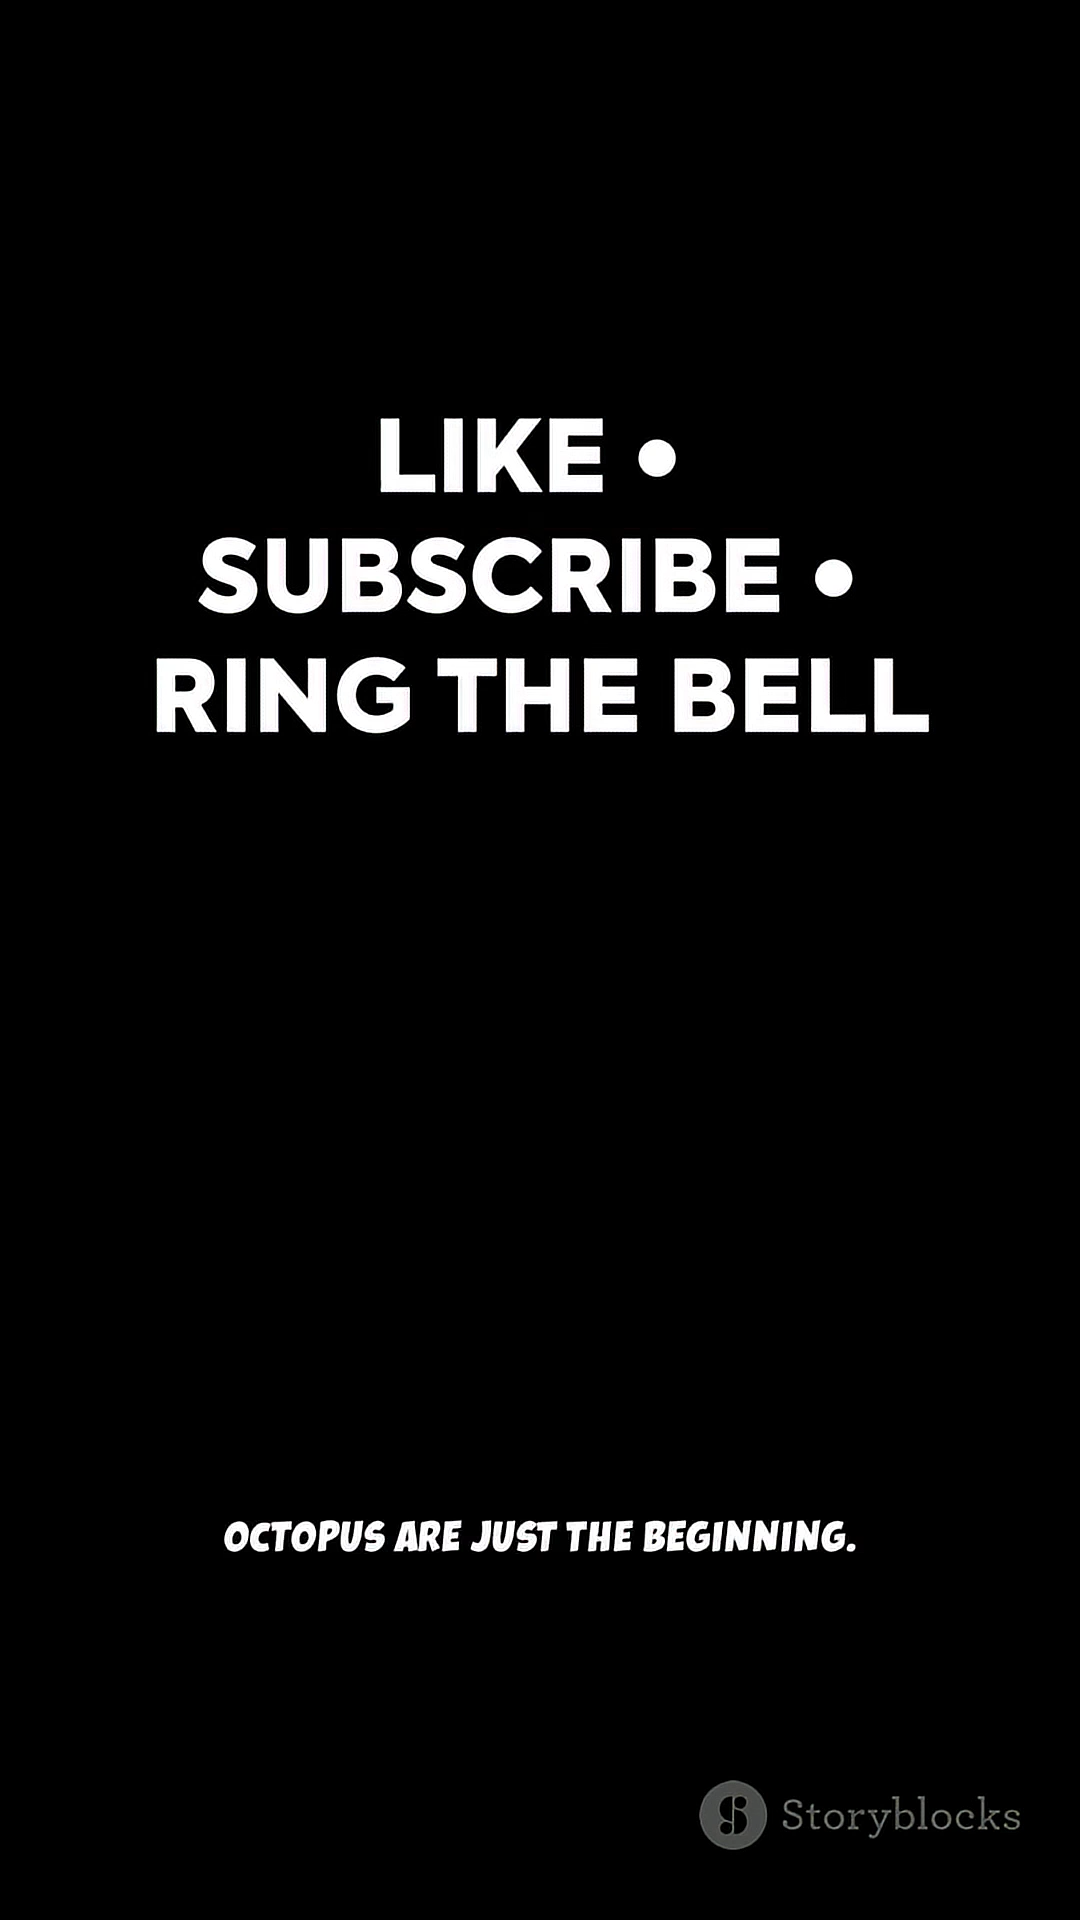 LIKE •
SUBSCRIBE •
RING THE BELL
OCTOPUS ARE JUST THE BEGINNING.
Storyblocks